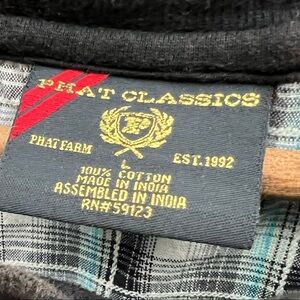 PHAT CLASSICS
P
PHAT FARM
L
EST. 1992
100% COTTON
MADE IN INDIA
ASSEMBLED IN INDIA
RN#59123